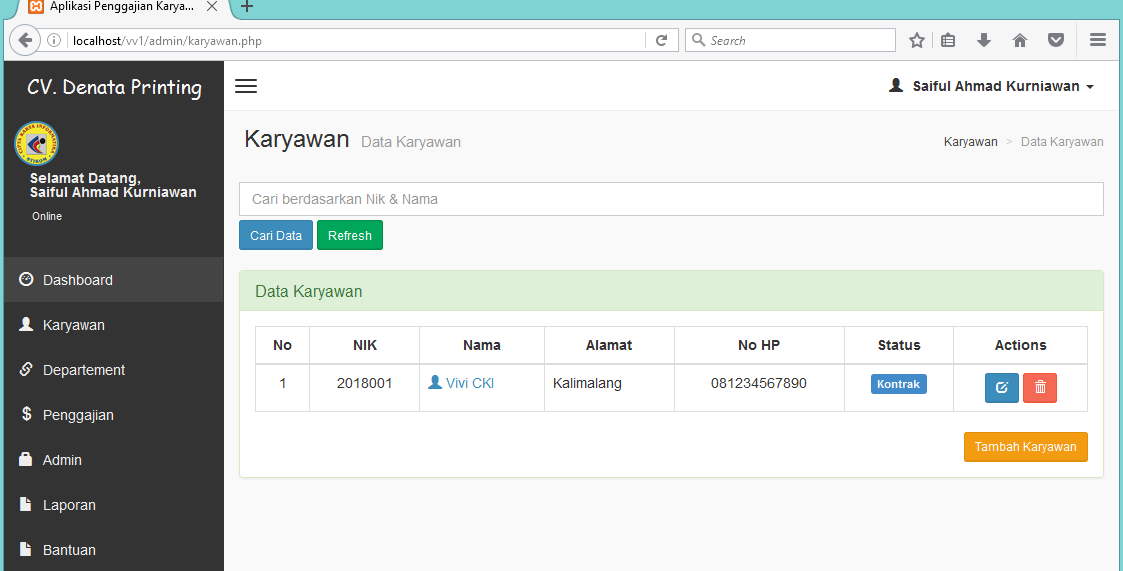 Aplikasi Penggajian Karya...
localhost/vv1/admin/karyawan.php
Search
CV. Denata Printing
Saiful Ahmad Kurniawan
Selamat Datang,
Saiful Ahmad Kurniawan
Online
Dashboard
Karyawan
Departement
Penggajian
Admin
Laporan
Bantuan
Karyawan Data Karyawan
Karyawan > Data Karyawan
Cari berdasarkan Nik & Nama
Cari Data Refresh
Data Karyawan
No NIK Nama Alamat No HP Status Actions
1 2018001 Vivi CKI Kalimalang 081234567890 Kontrak
Tambah Karyawan